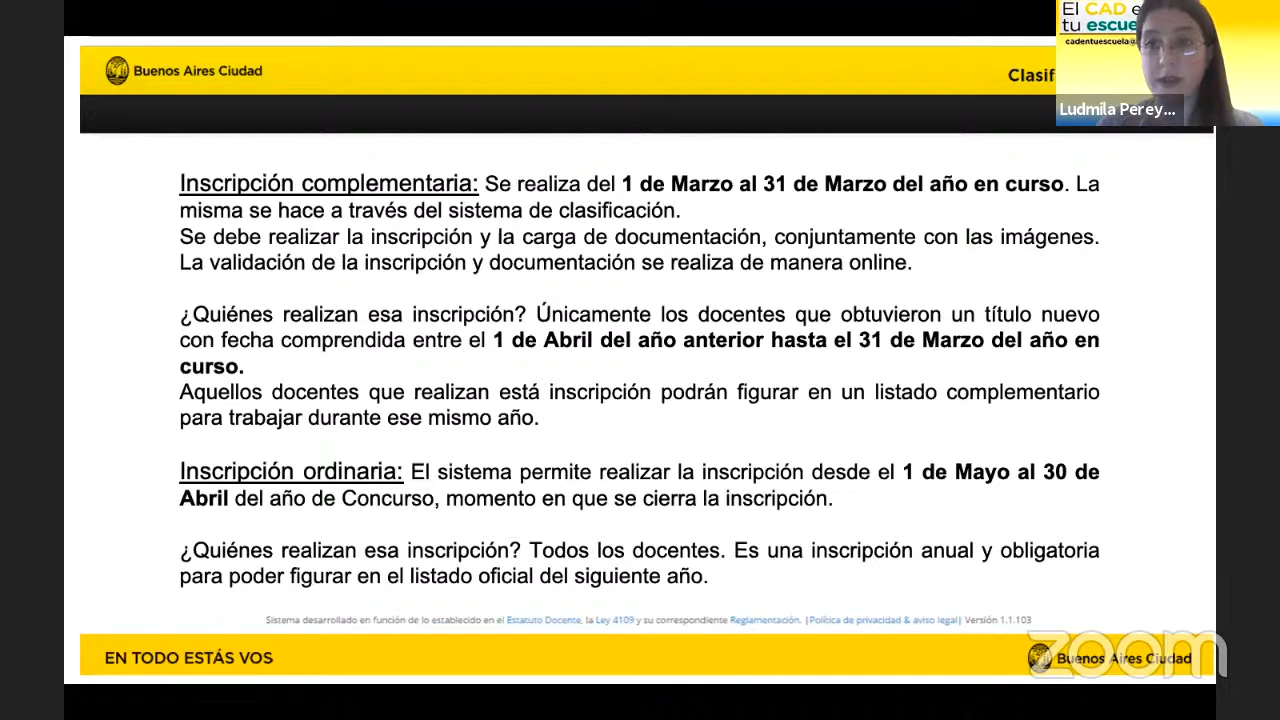 El CAD e
tu escue
cadentuescuela@
Buenos Aires Ciudad
Clasif
Ludmila Perey...
Inscripción complementaria: Se realiza del 1 de Marzo al 31 de Marzo del año en curso. La
misma se hace a través del sistema de clasificación.
Se debe realizar la inscripción y la carga de documentación, conjuntamente con las imágenes.
La validación de la inscripción y documentación se realiza de manera online.
¿Quiénes realizan esa inscripción? Únicamente los docentes que obtuvieron un título nuevo
con fecha comprendida entre el 1 de Abril del año anterior hasta el 31 de Marzo del año en
curso.
Aquellos docentes que realizan está inscripción podrán figurar en un listado complementario
para trabajar durante ese mismo año.
Inscripción ordinaria: El sistema permite realizar la inscripción desde el 1 de Mayo al 30 de
Abril del año de Concurso, momento en que se cierra la inscripción.
¿Quiénes realizan esa inscripción? Todos los docentes. Es una inscripción anual y obligatoria
para poder figurar en el listado oficial del siguiente año.
Sistema desarrollado en función de lo establecido en el Estatuto Docente, la Ley 4109 y su correspondiente Reglamentación. |Política de privacidad & aviso legal| Versión 1.1.103
EN TODO ESTÁS VOS
Buenos Aires Ciudad
zoom